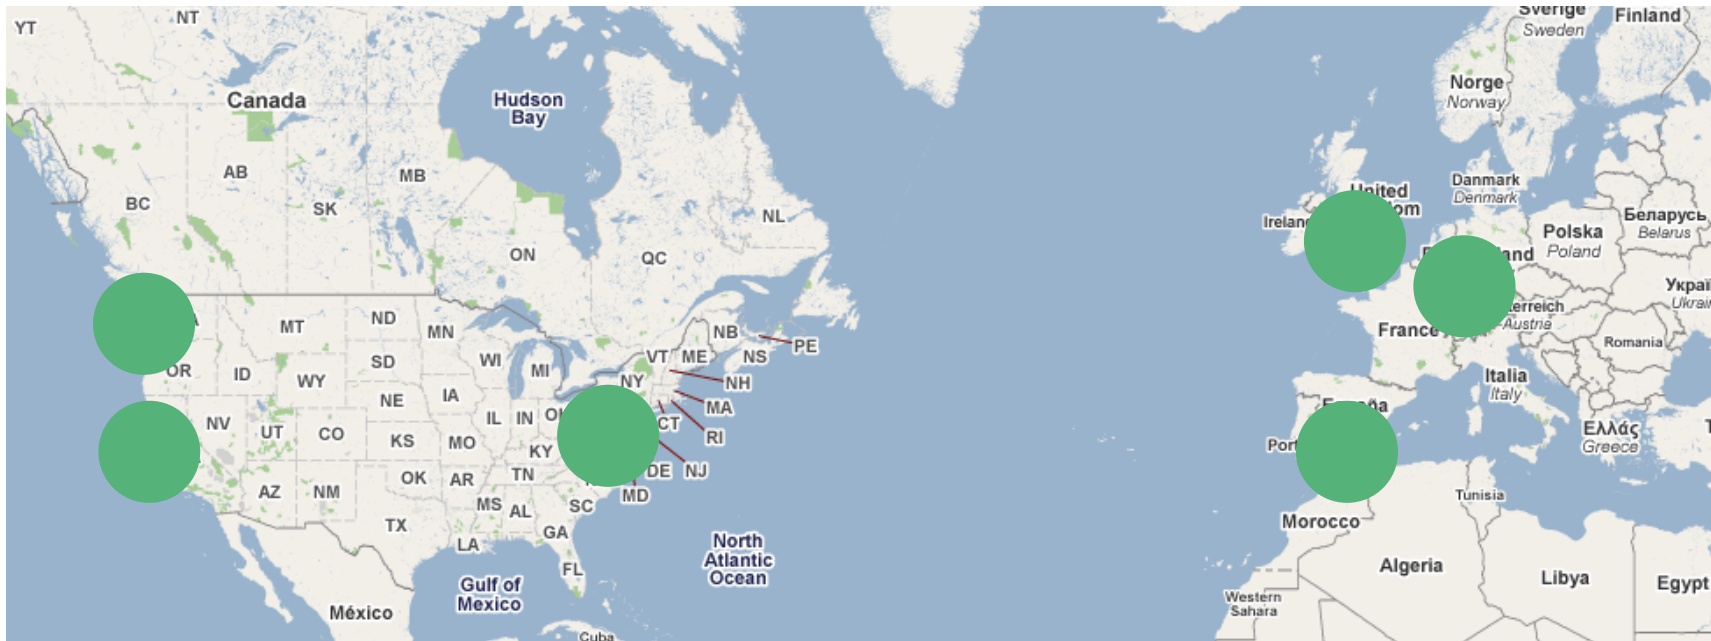 YT
NT
Canada
Hudson
Bay
AB
BC
SK
MB
ON
QC
NL
Sverige
Sweden
Finland
Norge
Norway
Danmark
Denmark
United
Ireland
Polska
Poland
Беларусь
Belarus
MT
ND
MN
OR
ID
WY
SD
WI
MI
NE
IA
NV
UT
CO
KS
MO
IL
IN
KY
NY
VT
ME
NB
NS
PE
NH
MA
CT
RI
NJ
DE
MD
AZ
NM
OK
AR
TN
TX
LA
MS
AL
GA
SC
FL
North
Atlantic
Ocean
Gulf of
Mexico
México
Cuba
France
Austria
Romania
Italia
Italy
España
Ελλάς
Greece
Morocco
Tunisia
Algeria
Libya
Egypt
Western
Sahara